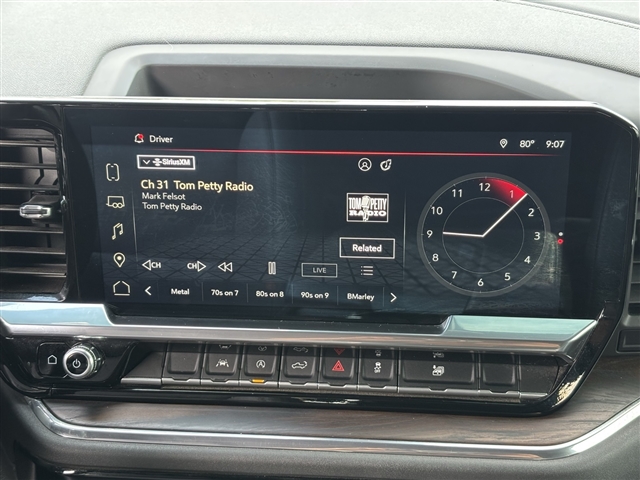 Driver
80° 9:07
SiriusXM
Ch 31 Tom Petty Radio
Mark Felsot
Tom Petty Radio
TOM PETTY
RADIO
Related
CH CH
LIVE
Metal 70s on 7 80s on 8 90s on 9 BMarley
12
11 1
10 2
9 3
8 4
7 5
6